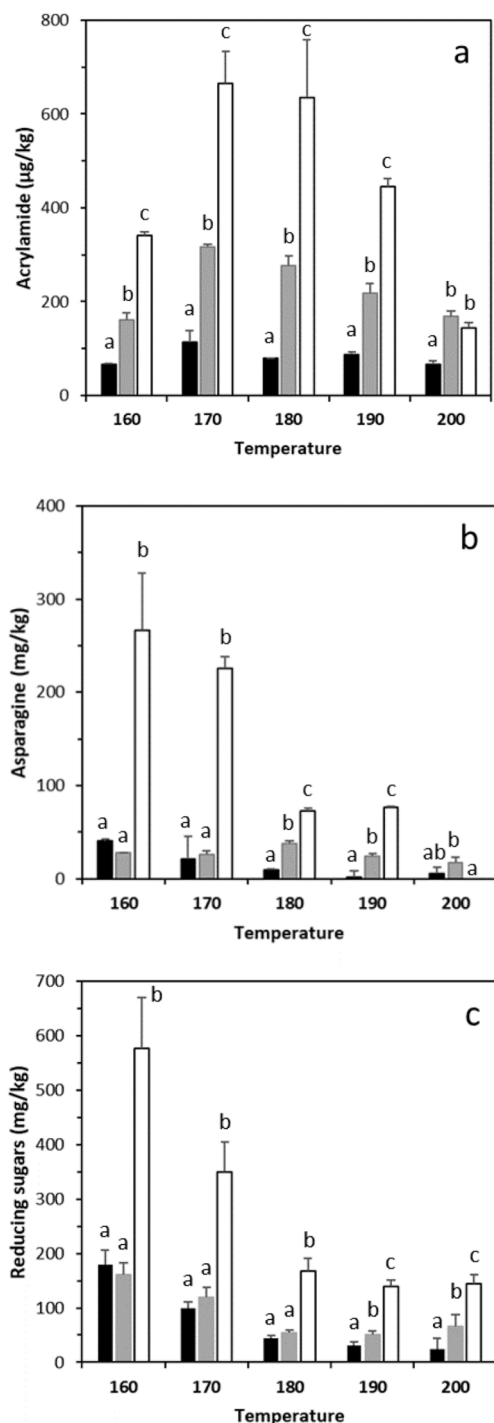 a
Acrylamide (µg/kg)
800
600
400
200
0
a b c
a b c
a b c
a b c
a b b
160 170 180 190 200
Temperature
b
Asparagine (mg/kg)
400
300
200
100
0
a a b
a a b
a b c
a b c
ab b a
160 170 180 190 200
Temperature
c
Reducing sugars (mg/kg)
700
600
500
400
300
200
100
0
a a b
a a b
a a b
a b c
a b c
160 170 180 190 200
Temperature